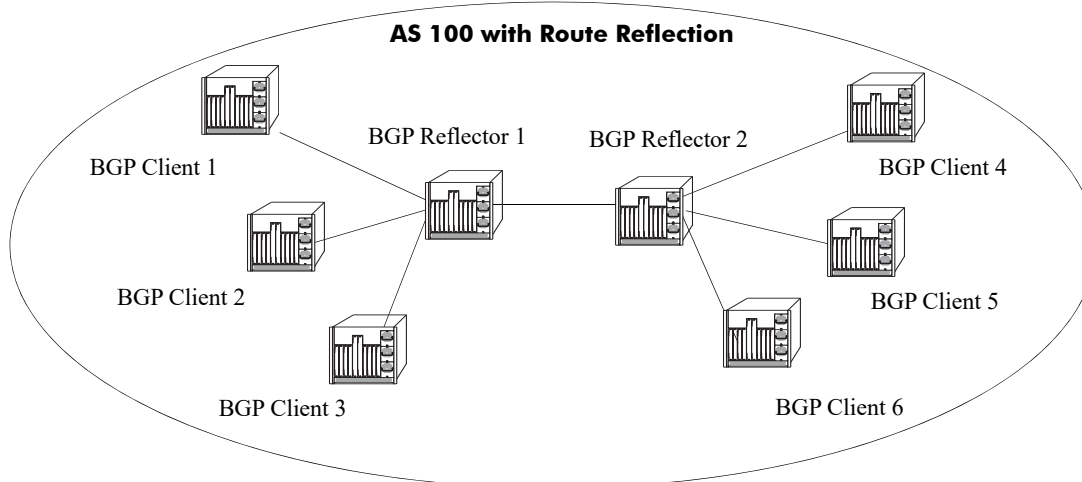 AS 100 with Route Reflection
BGP Reflector 1
BGP Reflector 2
BGP Client 1
BGP Client 4
BGP Client 2
BGP Client 5
BGP Client 3
BGP Client 6